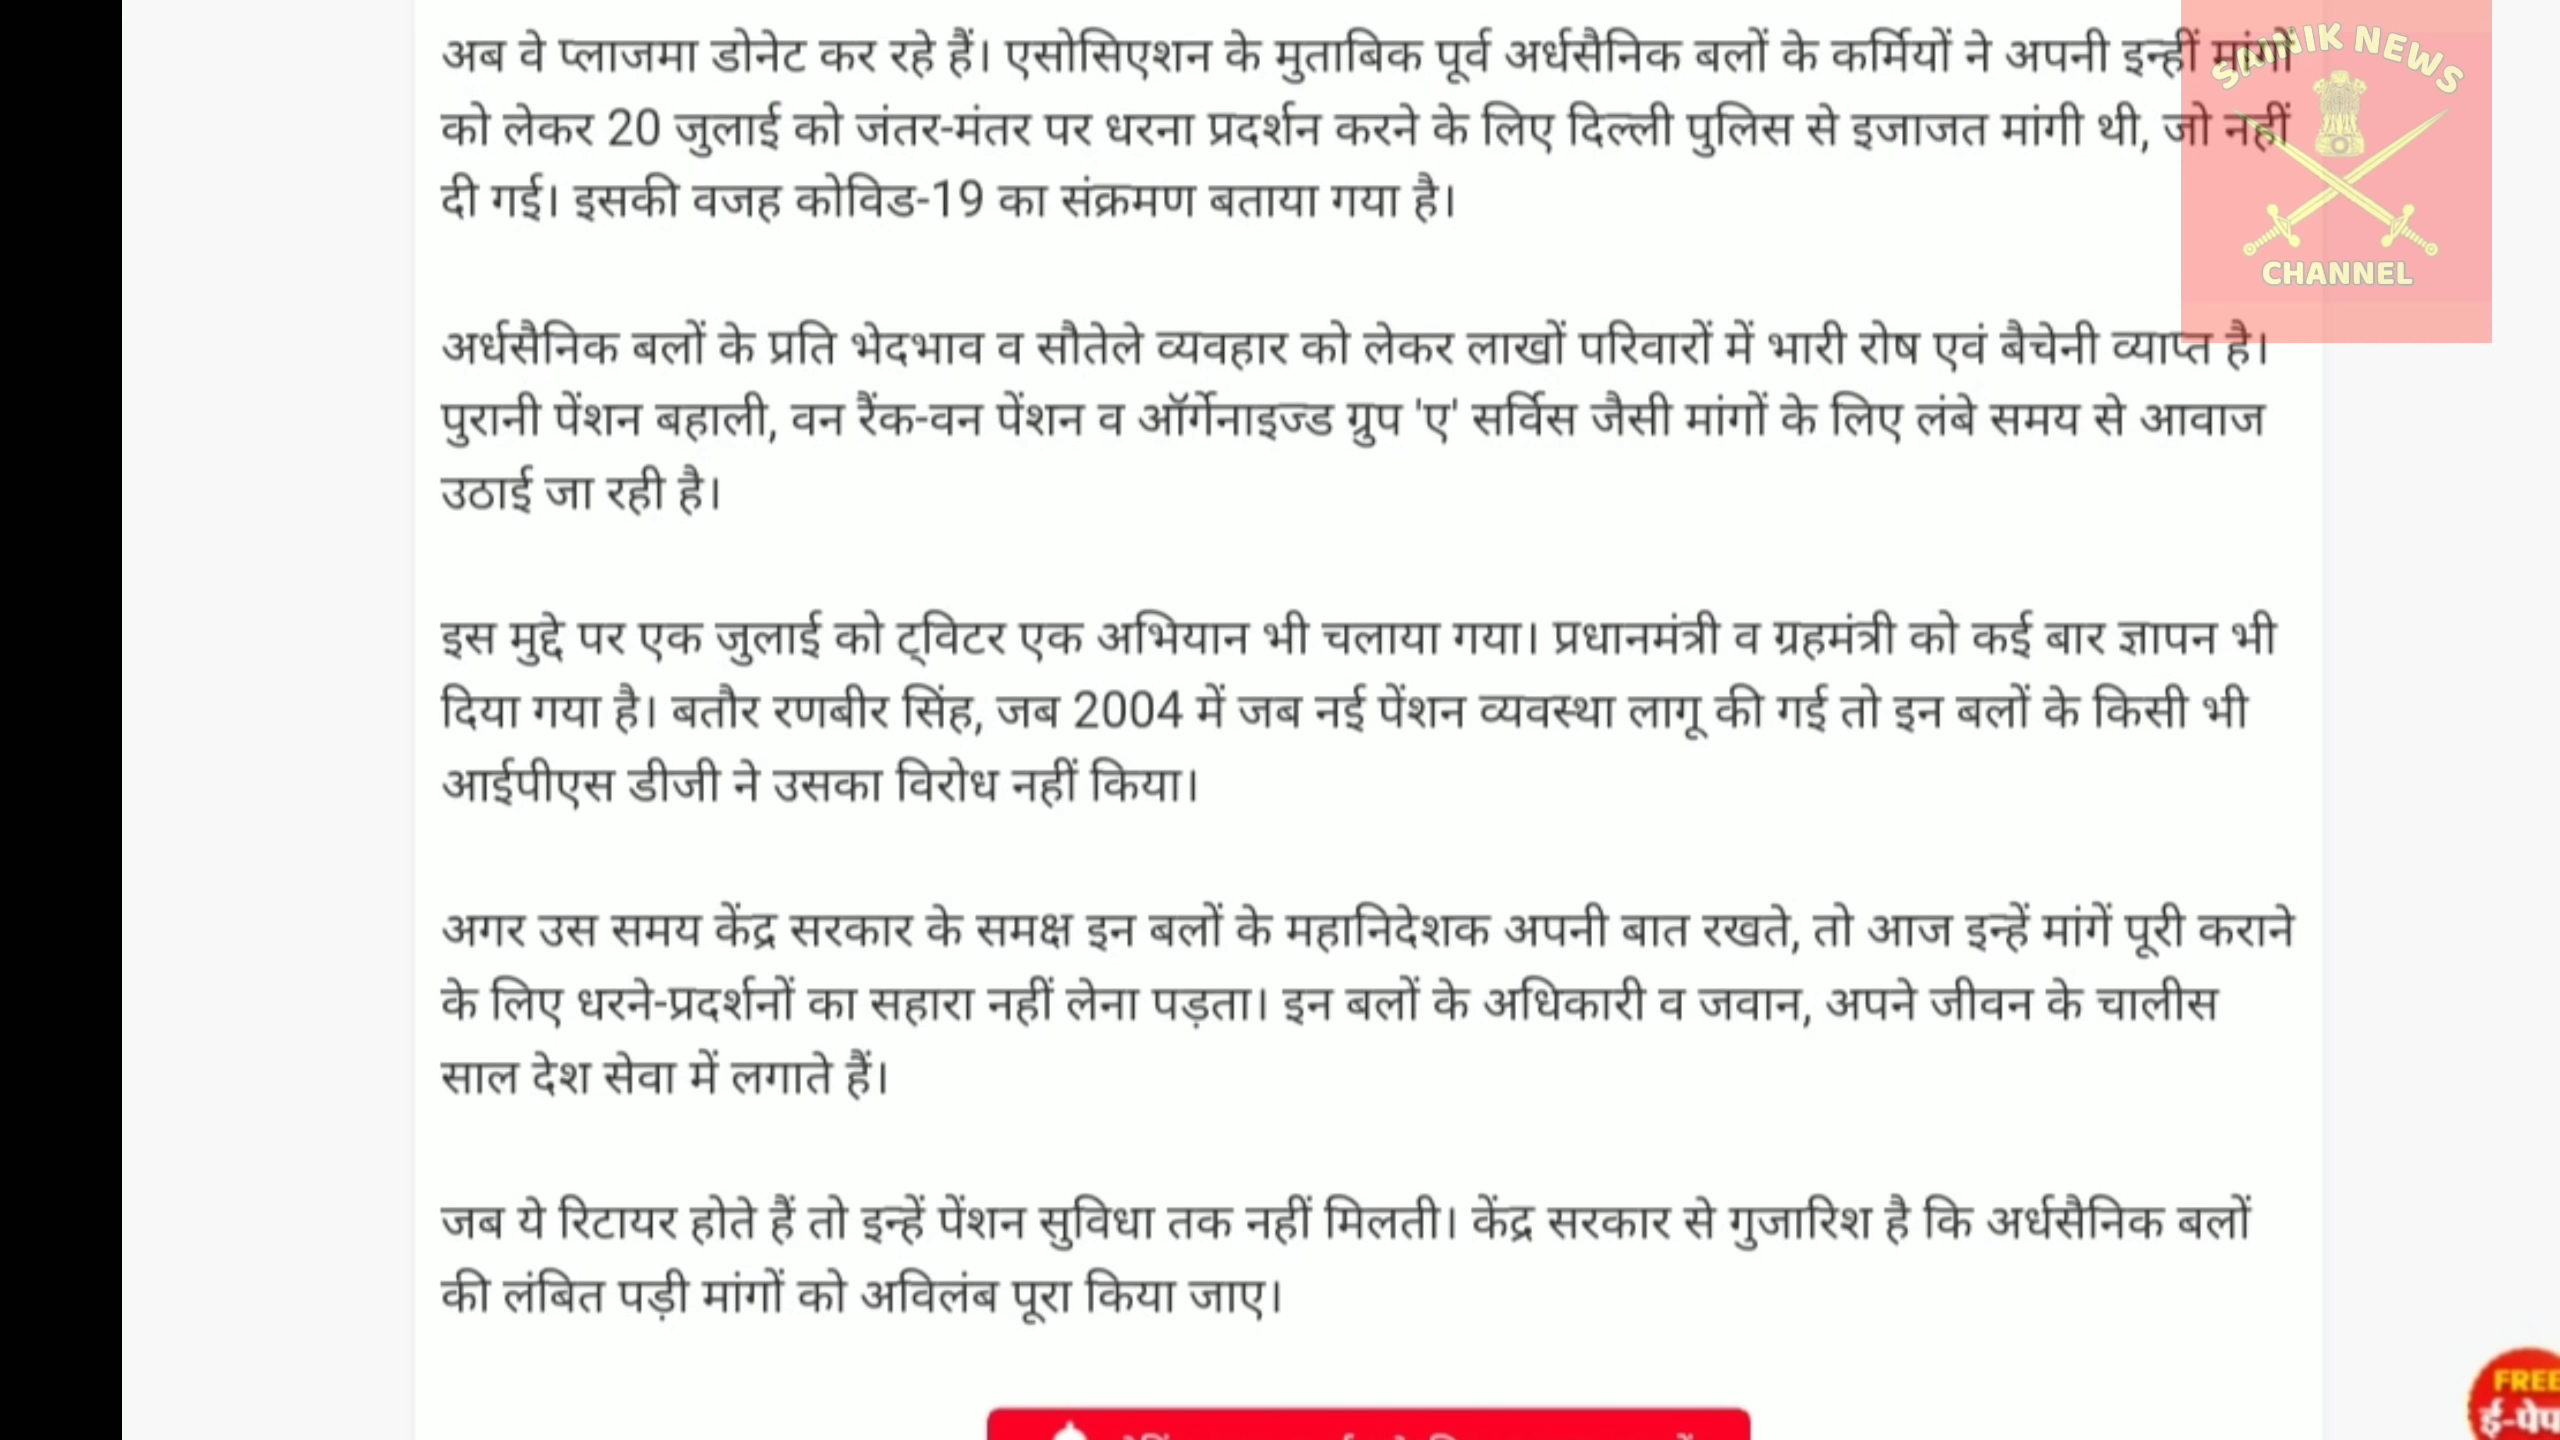 अब वे प्लाजमा डोनेट कर रहे हैं। एसोसिएशन के मुताबिक पूर्व अर्धसैनिक बलों के कर्मियों ने अपनी इन्हीं मांगों
को लेकर 20 जुलाई को जंतर-मंतर पर धरना प्रदर्शन करने के लिए दिल्ली पुलिस से इजाजत मांगी थी, जो नहीं
दी गई। इसकी वजह कोविड-19 का संक्रमण बताया गया है।
SAINIK NEWS
CHANNEL
अर्धसैनिक बलों के प्रति भेदभाव व सौतेले व्यवहार को लेकर लाखों परिवारों में भारी रोष एवं बैचेनी व्याप्त है।
पुरानी पेंशन बहाली, वन रैंक-वन पेंशन व ऑर्गेनाइज्ड ग्रुप 'ए' सर्विस जैसी मांगों के लिए लंबे समय से आवाज
उठाई जा रही है।
इस मुद्दे पर एक जुलाई को ट्विटर एक अभियान भी चलाया गया। प्रधानमंत्री व ग्रहमंत्री को कई बार ज्ञापन भी
दिया गया है। बतौर रणबीर सिंह, जब 2004 में जब नई पेंशन व्यवस्था लागू की गई तो इन बलों के किसी भी
आईपीएस डीजी ने उसका विरोध नहीं किया।
अगर उस समय केंद्र सरकार के समक्ष इन बलों के महानिदेशक अपनी बात रखते, तो आज इन्हें मांगें पूरी कराने
के लिए धरने-प्रदर्शनों का सहारा नहीं लेना पड़ता। इन बलों के अधिकारी व जवान, अपने जीवन के चालीस
साल देश सेवा में लगाते हैं।
जब ये रिटायर होते हैं तो इन्हें पेंशन सुविधा तक नहीं मिलती। केंद्र सरकार से गुजारिश है कि अर्धसैनिक बलों
की लंबित पड़ी मांगों को अविलंब पूरा किया जाए।
FREE